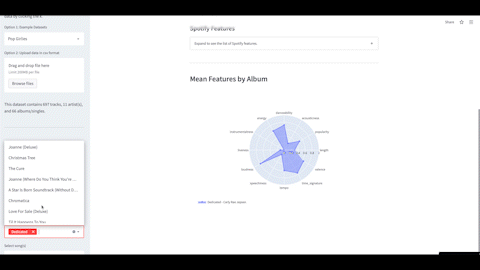 data by clicking the X
Option 1: Example Datasets
Pop Kirlies
Option 2: Upload data in csv format
Drag and drop file here
Limit 200MB per file
Browse files
This dataset contains 697 tracks, 11 artist(s),
and 66 albums/singles.
Joanne (Deluxe)
Christmas Tree
The Cure
Joanne (Where Do You Think You're ...
A Star Is Born Soundtrack (Without D...
Chromatica
Love For Sale (Deluxe)
Till It Happens To You
Dedicated
Select song(s)
Share
Spotify Features
Expand to see the list of Spotify features
Mean Features by Album
danceability
energy
acousticness
instrumentalness
popularity
liveness
length
loudness
valence
speechiness
time_signature
tempo
Dedicated - Carly Rae Jepsen